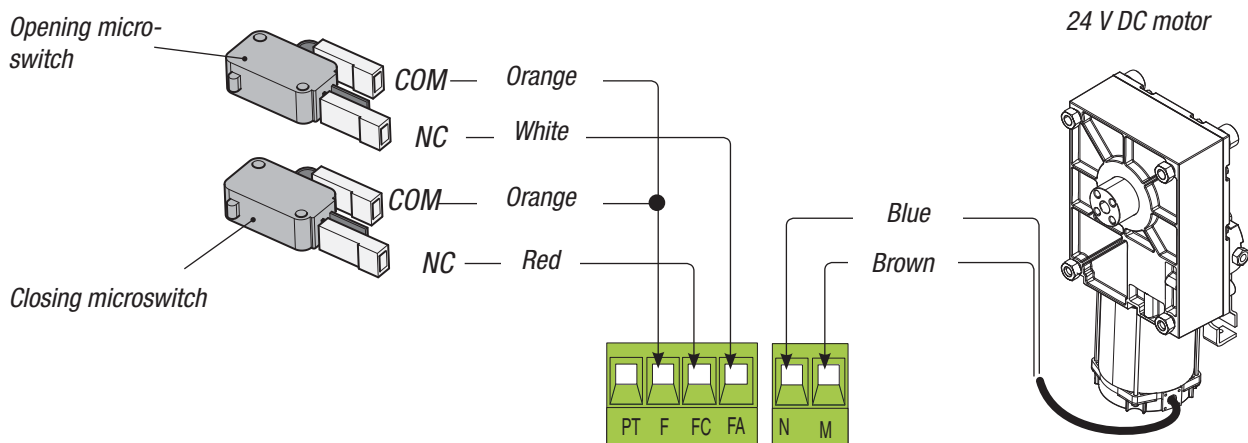 Opening micro-
switch
24 V DC motor
COM Orange
NC White
COM Orange
NC Red
Closing microswitch
Blue
Brown
PT F FC FA N M